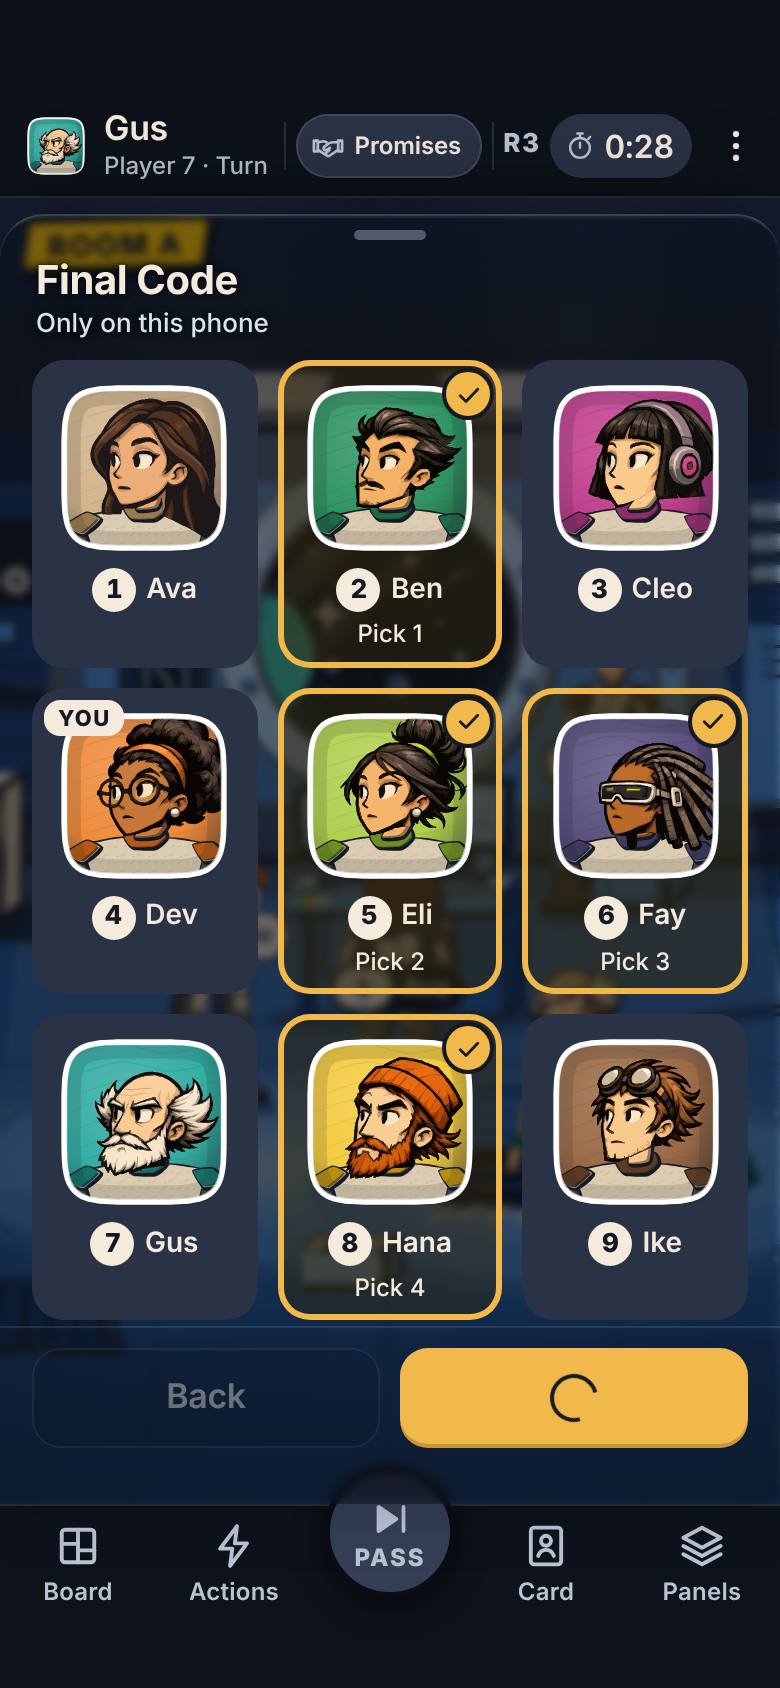 Gus
Player 7 · Turn
Promises
R3
0:28
ROOM A
Final Code
Only on this phone
1 Ava
2 Ben
Pick 1
3 Cleo
YOU
4 Dev
5 Eli
Pick 2
6 Fay
Pick 3
7 Gus
8 Hana
Pick 4
9 Ike
Back
PASS
Board
Actions
Card
Panels